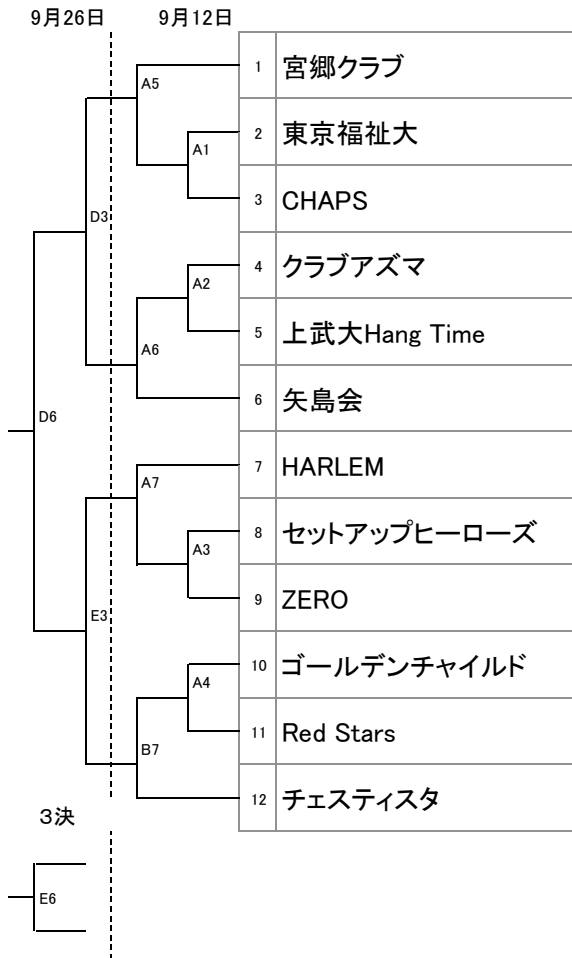 9月26日 9月12日
A5
1 宮郷クラブ
2 東京福祉大
A1
3 CHAPS
D3
4 クラブアズマ
A2
5 上武大Hang Time
A6
6 矢島会
D6
7 HARLEM
A7
8 セットアップヒーローズ
A3
9 ZERO
E3
10 ゴールデンチャイルド
A4
11 Red Stars
B7
12 チェスティスタ
3決
E6